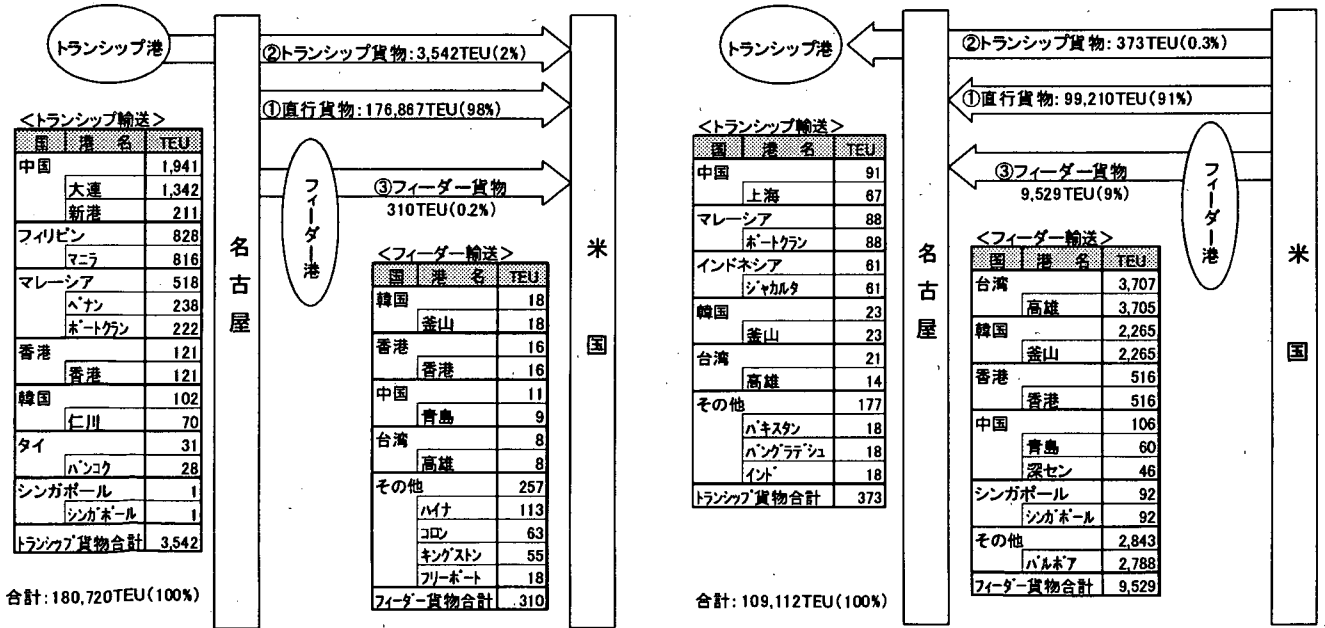 トランシップ港
②トランシップ貨物:3,542TEU(2%)
①直行貨物:176,867TEU(98%)
<トランシップ輸送>
国 港 名 TEU
中国 1,941
大連 1,342
新港 211
フィリピン 828
マニラ 816
マレーシア 518
ペナン 238
ポートクラン 222
香港 121
香港 121
韓国 102
仁川 70
タイ 31
バンコク 28
シンガポール 1
シンガポール 1
トランシップ貨物合計 3,542
合計:180,720TEU(100%)
名古屋
フィーダー港
③フィーダー貨物
310TEU(0.2%)
<フィーダー輸送>
国 港 名 TEU
韓国 18
釜山 18
香港 16
香港 16
中国 11
青島 9
台湾 8
高雄 8
その他 257
ハイナ 113
コロン 63
キングストン 55
フリーポート 18
フィーダー貨物合計 310
米国
トランシップ港
②トランシップ貨物:373TEU(0.3%)
①直行貨物:99,210TEU(91%)
<トランシップ輸送>
国 港 名 TEU
中国 91
上海 67
マレーシア 88
ポートクラン 88
インドネシア 61
ジャカルタ 61
韓国 23
釜山 23
台湾 21
高雄 14
その他 177
パキスタン 18
バングラデシュ 18
インド 18
トランシップ貨物合計 373
合計:109,112TEU(100%)
名古屋
③フィーダー貨物
9,529TEU(9%)
フィーダー港
<フィーダー輸送>
国 港 名 TEU
台湾 3,707
高雄 3,705
韓国 2,265
釜山 2,265
香港 516
香港 516
中国 106
青島 60
深セン 46
シンガポール 92
シンガポール 92
その他 2,843
バルボア 2,788
フィーダー貨物合計 9,529
米国